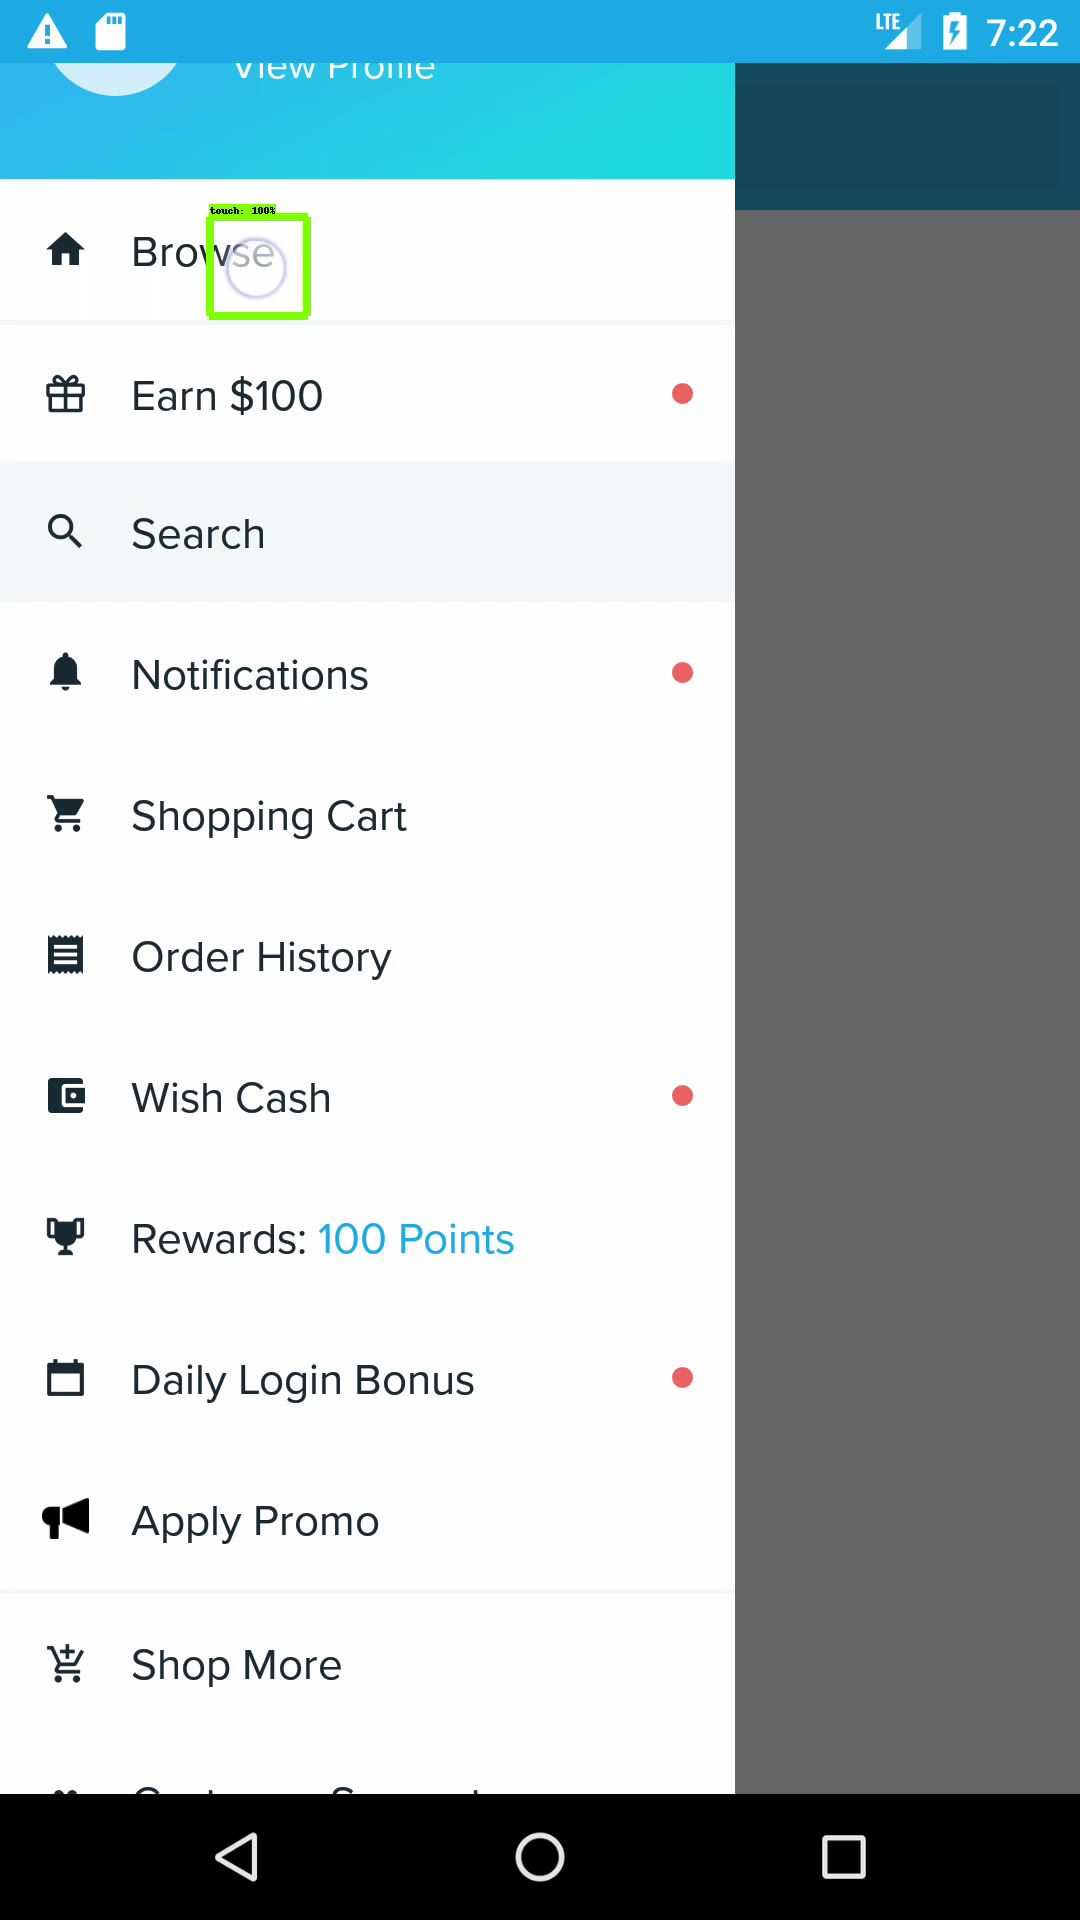 LTE 7:22
View Profile
touch: 100%
Browse
Earn $100
Search
Notifications
Shopping Cart
Order History
Wish Cash
Rewards: 100 Points
Daily Login Bonus
Apply Promo
Shop More